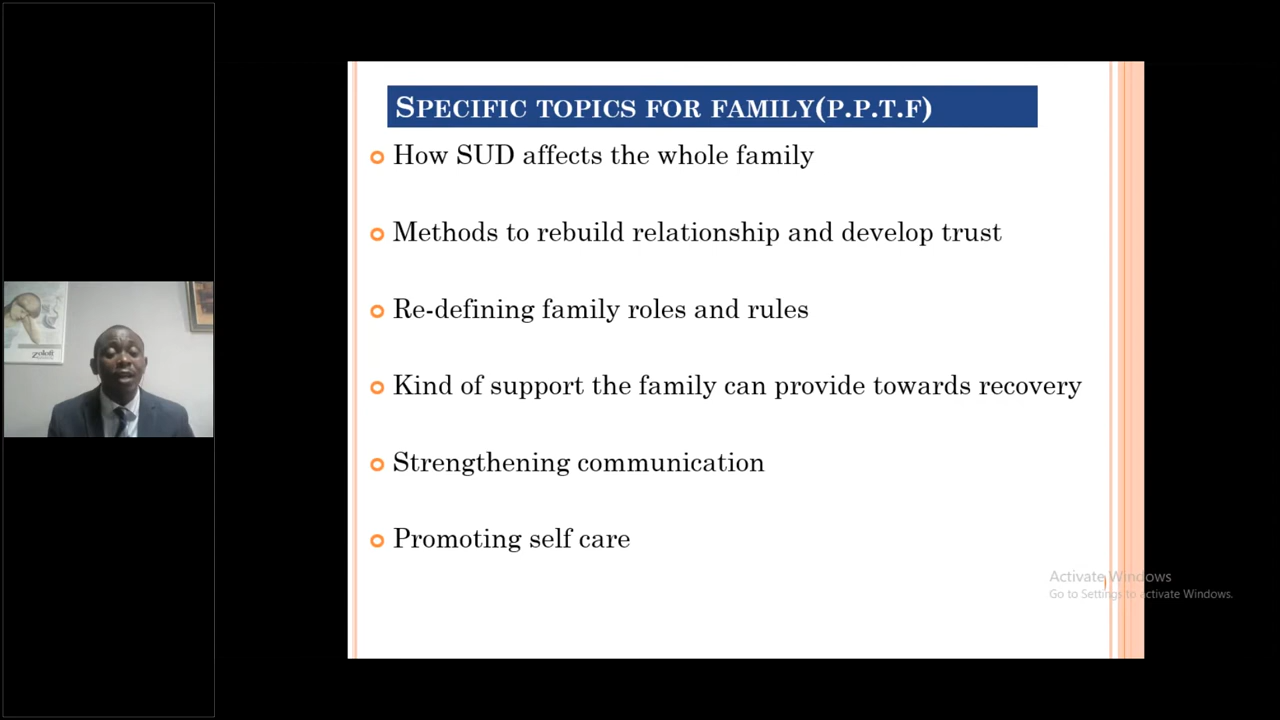 SPECIFIC TOPICS FOR FAMILY(P.P.T.F)
How SUD affects the whole family
Methods to rebuild relationship and develop trust
Re-defining family roles and rules
Kind of support the family can provide towards recovery
Strengthening communication
Promoting self care
Activate Windows
Go to Settings to activate Windows.